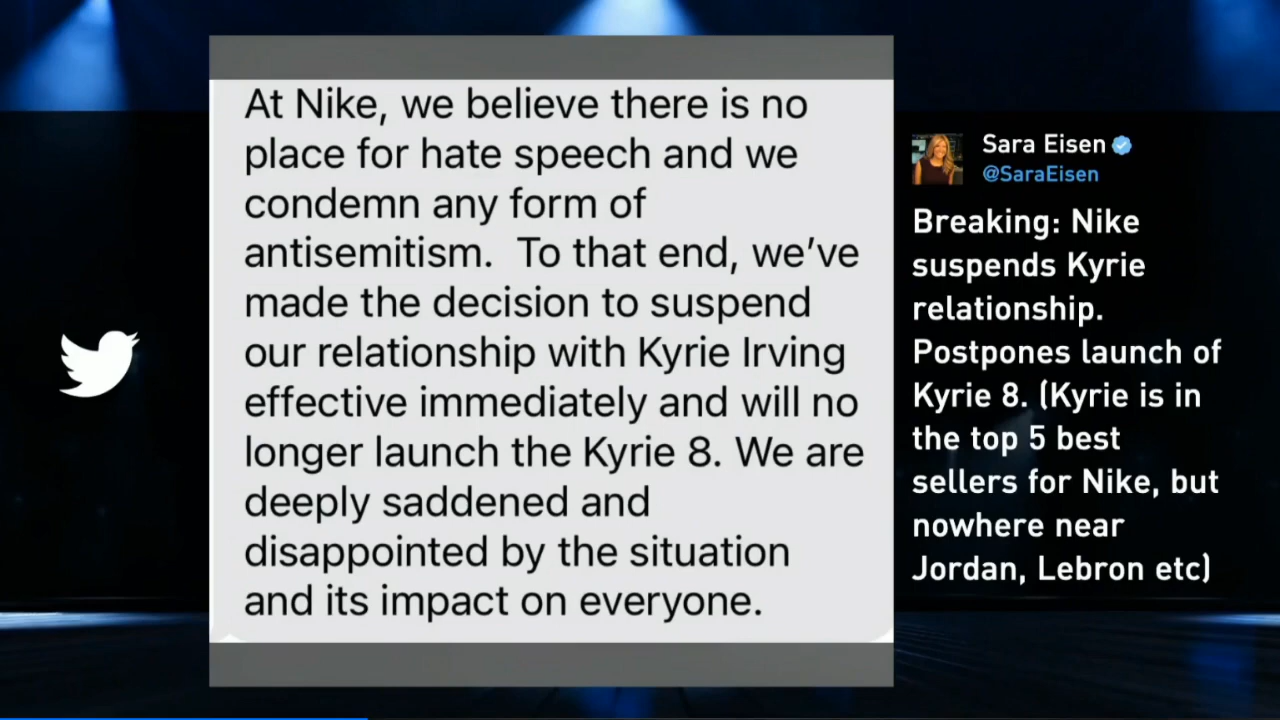 At Nike, we believe there is no
place for hate speech and we
condemn any form of
antisemitism.  To that end, we’ve
made the decision to suspend
our relationship with Kyrie Irving
effective immediately and will no
longer launch the Kyrie 8. We are
deeply saddened and
disappointed by the situation
and its impact on everyone.
Sara Eisen
@SaraEisen
Breaking: Nike
suspends Kyrie
relationship.
Postpones launch of
Kyrie 8. (Kyrie is in
the top 5 best
sellers for Nike, but
nowhere near
Jordan, Lebron etc)